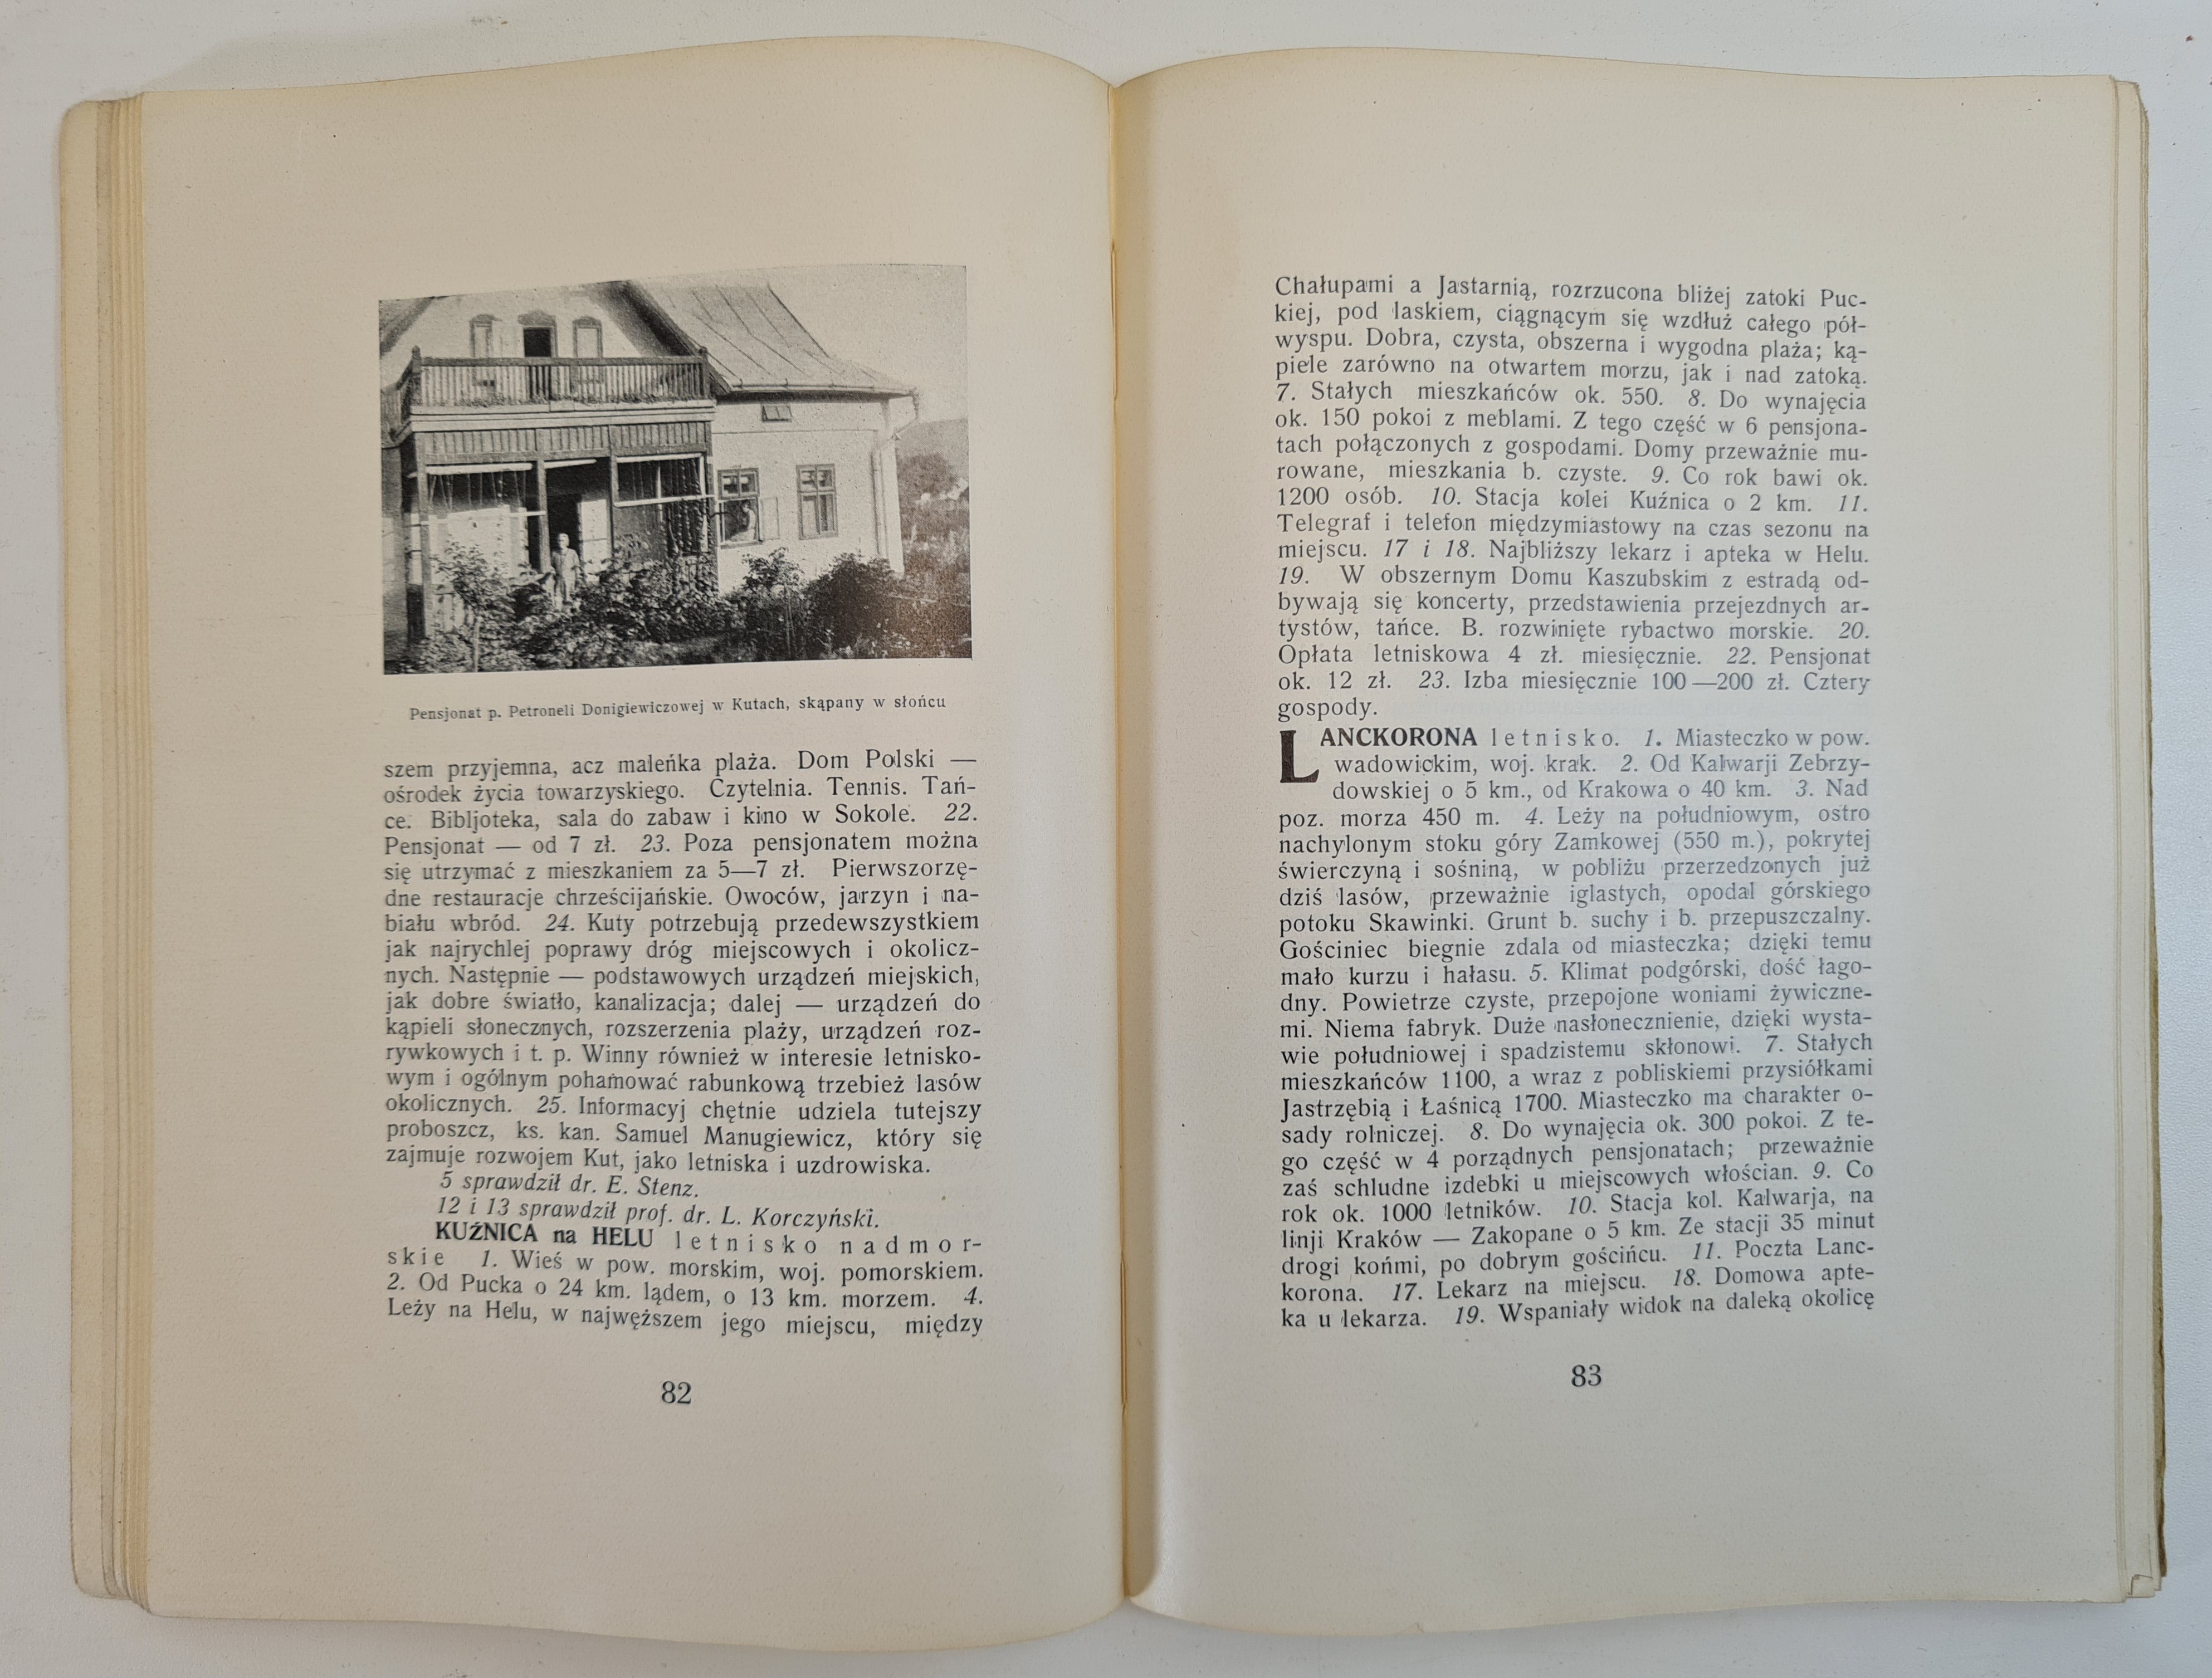 Pensjonat p. Petroneli Donigiewiczowej w Kutach, skąpany w słońcu
szem przyjemna, acz maleńka plaża. Dom Polski —
ośrodek życia towarzyskiego. Czytelnia. Tennis. Tań-
ce. Bibljoteka, sala do zabaw i kino w Sokole. 22.
Pensjonat — od 7 zł. 23. Poza pensjonatem można
się utrzymać z mieszkaniem za 5—7 zł. Pierwszorzę-
dne restauracje chrześcijańskie. Owoców, jarzyn i na-
biału wbród. 24. Kuty potrzebują przedewszystkiem
jak najrychlej poprawy dróg miejscowych i okolicz-
nych. Następnie — podstawowych urządzeń miejskich,
jak dobre światło, kanalizacja; dalej — urządzeń do
kąpieli słonecznych, rozszerzenia plaży, urządzeń roz-
rywkowych i t. p. Winny również w interesie letnisko-
wym i ogólnym pohamować rabunkową trzebież lasów
okolicznych. 25. Informacyj chętnie udziela tutejszy
proboszcz, ks. kan. Samuel Manugiewicz, który się
zajmuje rozwojem Kut, jako letniska i uzdrowiska.
5 sprawdził dr. E. Stenz.
12 i 13 sprawdził prof. dr. L. Korczyński.
KUŹNICA na HELU letnisko nadmor-
skie 1. Wieś w pow. morskim, woj. pomorskiem.
2. Od Pucka o 24 km. lądem, o 13 km. morzem. 4.
Leży na Helu, w najwęższem jego miejscu, między
82
Chałupami a Jastarnią, rozrzucona bliżej zatoki Puc-
kiej, pod laskiem, ciągnącym się wzdłuż całego pół-
wyspu. Dobra, czysta, obszerna i wygodna plaża; ką-
piele zarówno na otwartem morzu, jak i nad zatoką.
7. Stałych mieszkańców ok. 550. 8. Do wynajęcia
ok. 150 pokoi z meblami. Z tego część w 6 pensjona-
tach połączonych z gospodami. Domy przeważnie mu-
rowane, mieszkania b. czyste. 9. Co rok bawi ok.
1200 osób. 10. Stacja kolei Kuźnica o 2 km. 11.
Telegraf i telefon międzymiastowy na czas sezonu na
miejscu. 17 i 18. Najbliższy lekarz i apteka w Helu.
19. W obszernym Domu Kaszubskim z estradą od-
bywają się koncerty, przedstawienia przejezdnych ar-
tystów, tańce. B. rozwinięte rybactwo morskie. 20.
Opłata letniskowa 4 zł. miesięcznie. 22. Pensjonat
ok. 12 zł. 23. Izba miesięcznie 100—200 zł. Cztery
gospody.
LANCKORONA letnisko. 1. Miasteczko w pow.
wadowickim, woj. krak. 2. Od Kalwarji Zebrzy-
dowskiej o 5 km., od Krakowa o 40 km. 3. Nad
poz. morza 450 m. 4. Leży na południowym, ostro
nachylonym stoku góry Zamkowej (550 m.), pokrytej
świerczyną i sośniną, w pobliżu przerzedzonych już
dziś lasów, przeważnie iglastych, opodal górskiego
potoku Skawinki. Grunt b. suchy i b. przepuszczalny.
Gościniec biegnie zdala od miasteczka; dzięki temu
mało kurzu i hałasu. 5. Klimat podgórski, dość łago-
dny. Powietrze czyste, przepojone woniami żywiczne-
mi. Niema fabryk. Duże nasłonecznienie, dzięki wysta-
wie południowej i spadzistemu skłonowi. 7. Stałych
mieszkańców 1100, a wraz z pobliskiemi przysiółkami
Jastrzębią i Łaśnicą 1700. Miasteczko ma charakter o-
sady rolniczej. 8. Do wynajęcia ok. 300 pokoi. Z te-
go część w 4 porządnych pensjonatach; przeważnie
zaś schludne izdebki u miejscowych włościan. 9. Co
rok ok. 1000 letników. 10. Stacja kol. Kalwarja, na
linji Kraków — Zakopane o 5 km. Ze stacji 35 minut
drogi końmi, po dobrym gościńcu. 11. Poczta Lanc-
korona. 17. Lekarz na miejscu. 18. Domowa apte-
ka u lekarza. 19. Wspaniały widok na daleką okolicę
83